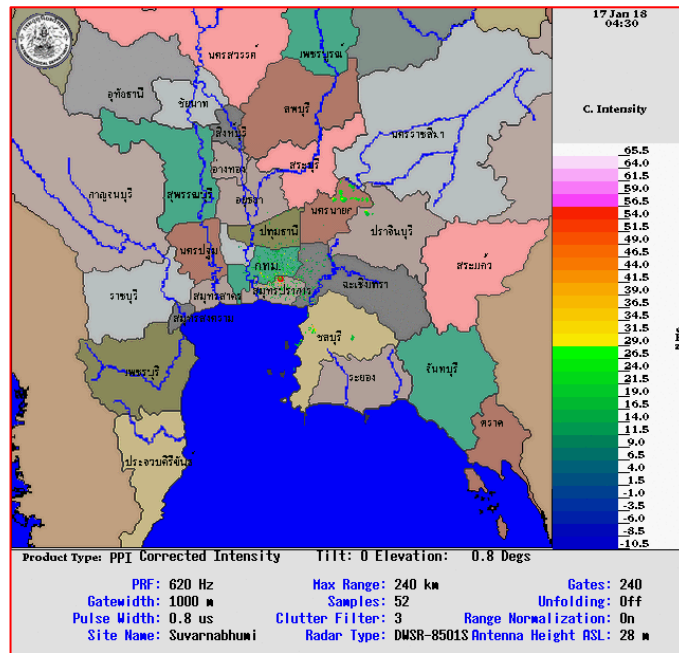 17 Jan 18
04:30
C. Intensity
65.5
64.0
61.5
59.0
56.5
54.0
51.5
49.0
46.5
44.0
41.5
39.0
36.5
34.0
31.5
29.0
26.5
24.0
21.5
19.0
16.5
14.0
11.5
9.0
6.5
4.0
1.5
-1.0
-3.5
-6.0
-8.5
-10.5
นครสวรรค์
เพชรบูรณ์
อุทัยธานี
ชัยนาท
ลพบุรี
สิงห์บุรี
นครราชสีมา
อ่างทอง
สระบุรี
กาญจนบุรี
สุพรรณบุรี
อยุธยา
นครนายก
ปราจีนบุรี
ปทุมธานี
นครปฐม
กทม.
สระแก้ว
ฉะเชิงเทรา
ราชบุรี
สมุทรสาคร
สมุทรปราการ
สมุทรสงคราม
ชลบุรี
เพชรบุรี
ระยอง
จันทบุรี
ตราด
ประจวบคีรีขันธ์
Product Type: PPI Corrected Intensity Tilt: 0 Elevation: 0.8 Degs
PRF: 620 Hz Max Range: 240 km Gates: 240
Gatewidth: 1000 m Samples: 52 Unfolding: Off
Pulse Width: 0.8 us Clutter Filter: 3 Range Normalization: On
Site Name: Suvarnabhumi Radar Type: DWSR-8501S Antenna Height ASL: 28 m